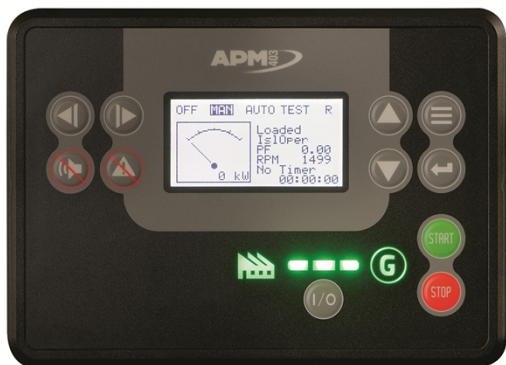 APM403
OFF MAN AUTO TEST R
Loaded
IslOper
PF 0.00
RPM 1499
No Timer
00:00:00
0 kW
START
G
I/O
STOP